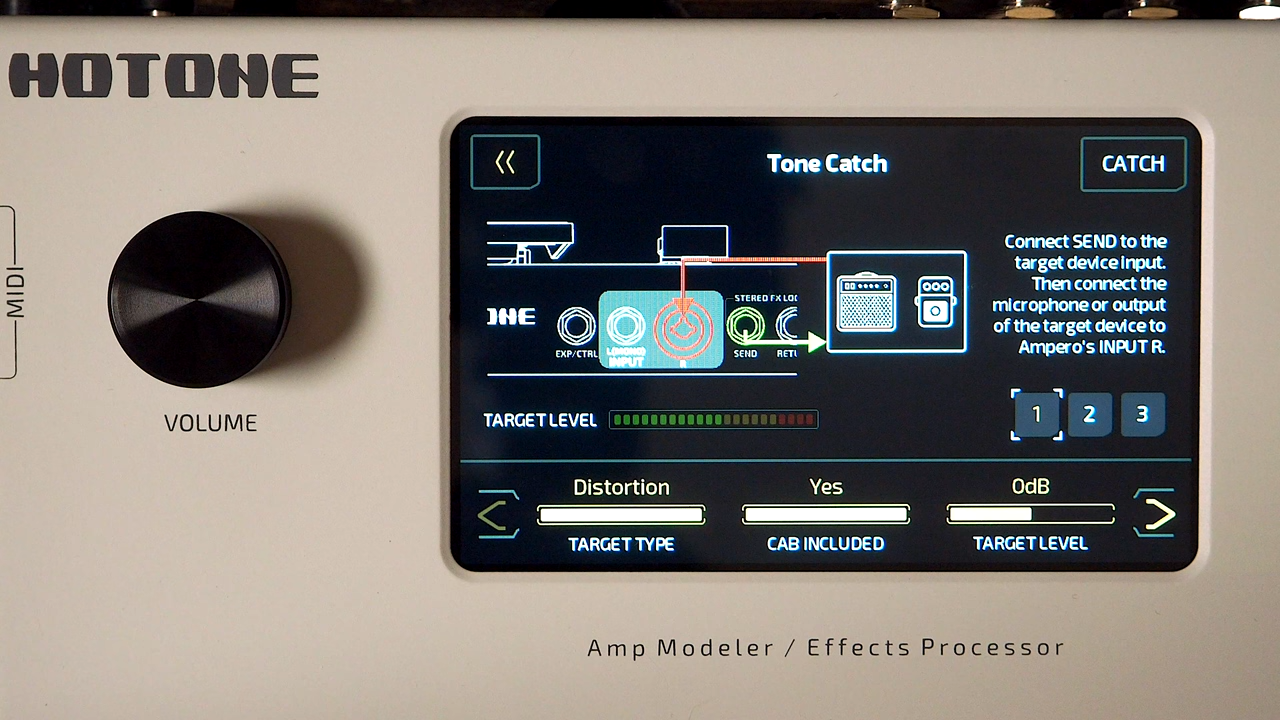 HOTONE
MIDI
VOLUME
Tone Catch
CATCH
Connect SEND to the
target device input.
Then connect the
microphone or output
of the target device to
Ampero's INPUT R.
STEREO FX LOO
EXP/CTRL
INPUT
R
SEND
RETU
TARGET LEVEL
1 2 3
Distortion
Yes
0dB
TARGET TYPE
CAB INCLUDED
TARGET LEVEL
Amp Modeler / Effects Processor